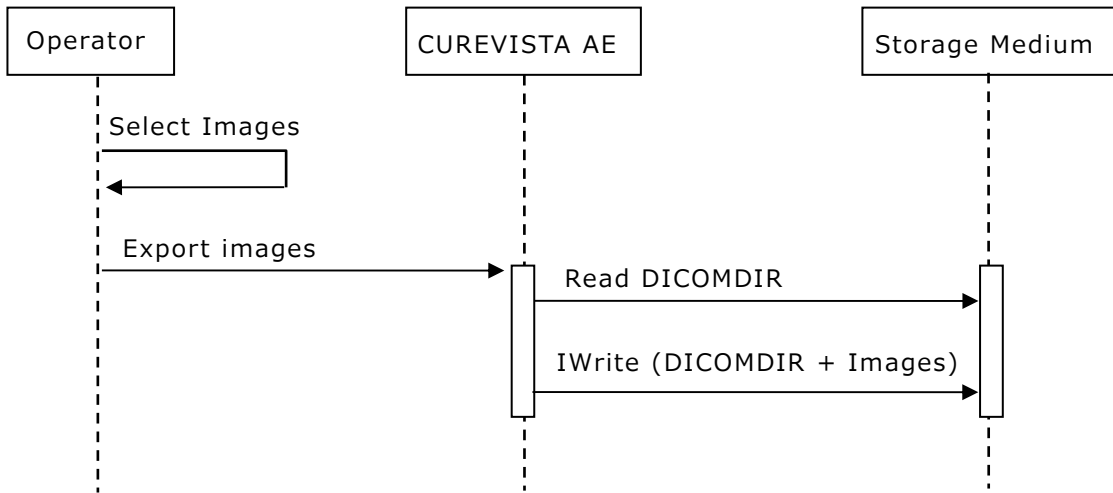 Operator
CUREVISTA AE
Storage Medium
Select Images
Export images
Read DICOMDIR
IWrite (DICOMDIR + Images)